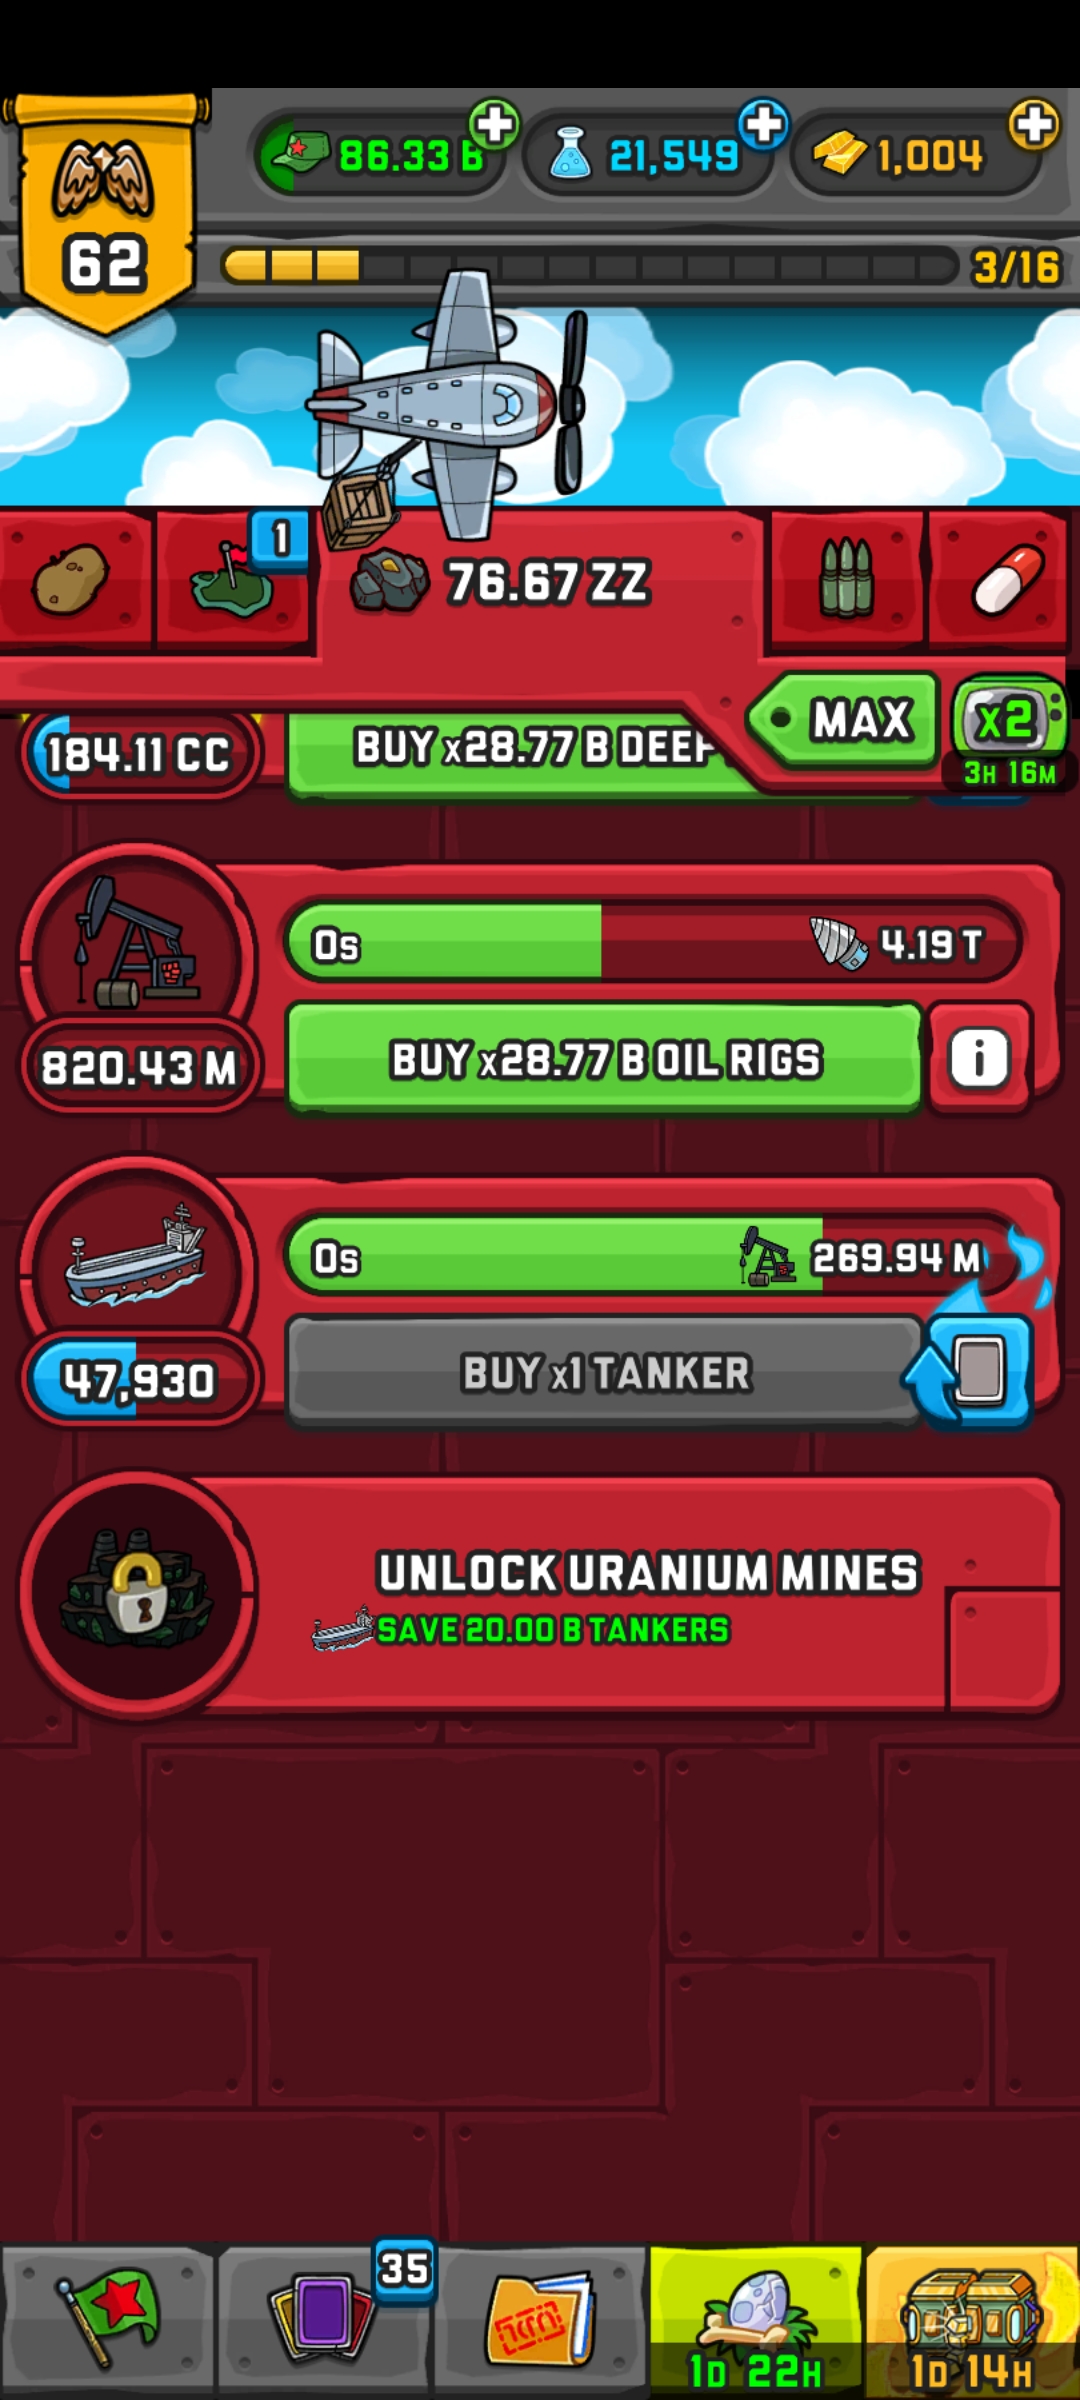 86.33 B
21,549
1,004
62
3/16
1
76.67 ZZ
MAX
x2
3H 16M
184.11 CC
BUY x28.77 B DEEP
0s
4.19 T
820.43 M
BUY x28.77 B OIL RIGS
i
0s
269.94 M
47,930
BUY x1 TANKER
UNLOCK URANIUM MINES
SAVE 20.00 B TANKERS
35
1D 22H
1D 14H